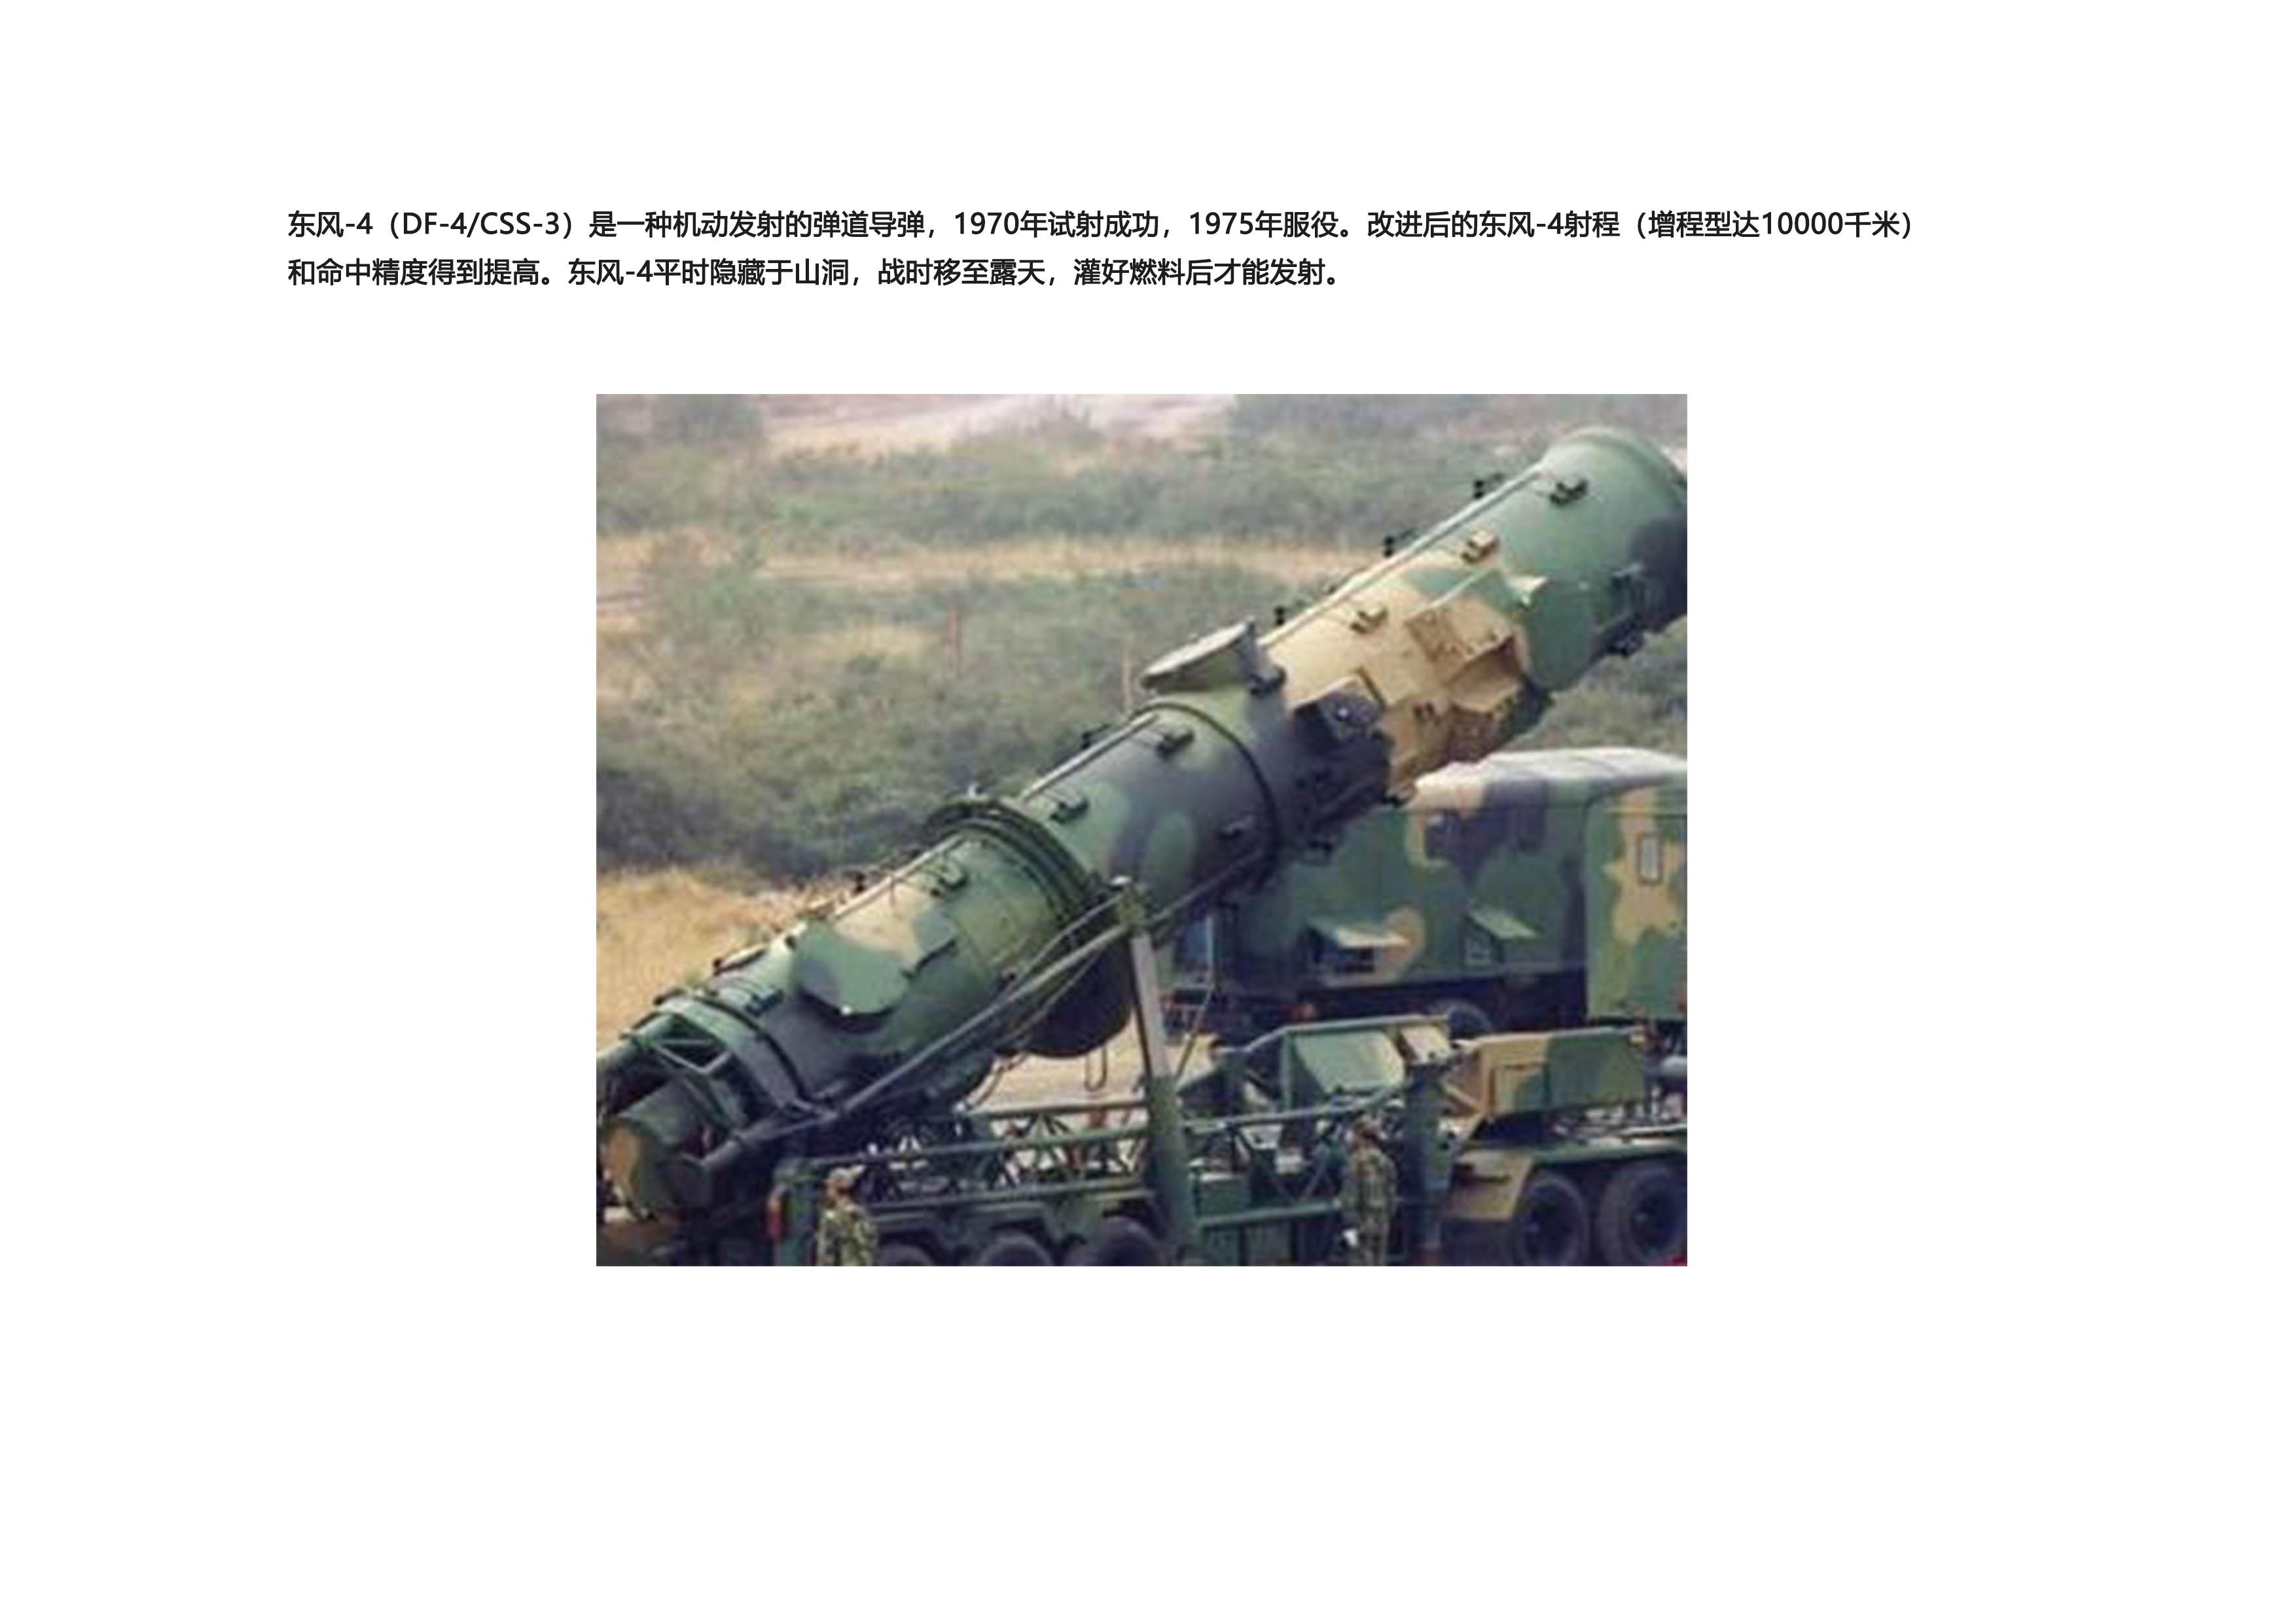 东风-4（DF-4/CSS-3）是一种机动发射的弹道导弹，1970年试射成功，1975年服役。改进后的东风-4射程（增程型达10000千米）
和命中精度得到提高。东风-4平时隐藏于山洞，战时移至露天，灌好燃料后才能发射。